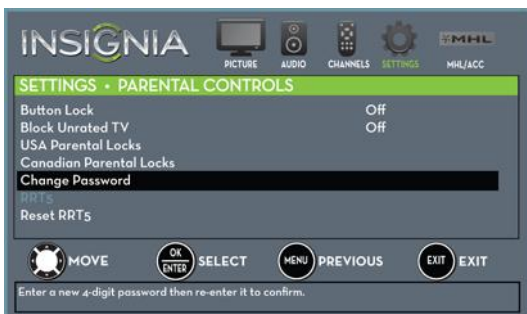 INSIGNIA
PICTURE AUDIO CHANNELS SETTINGS MHL MHL/ACC
SETTINGS • PARENTAL CONTROLS
Button Lock Off
Block Unrated TV Off
USA Parental Locks
Canadian Parental Locks
Change Password
RRT5
Reset RRT5
MOVE OK ENTER SELECT MENU PREVIOUS EXIT EXIT
Enter a new 4-digit password then re-enter it to confirm.